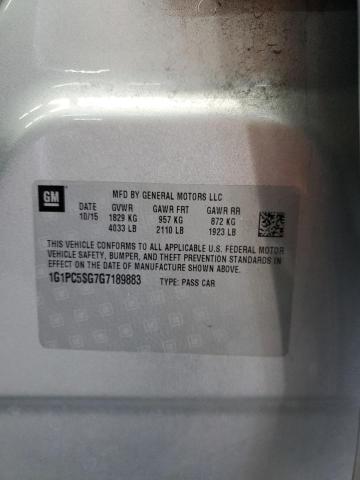 GM
MFD BY GENERAL MOTORS LLC
DATE GVWR GAWR FRT GAWR RR
10/15 1829 KG 957 KG 872 KG
4033 LB 2110 LB 1923 LB
THIS VEHICLE CONFORMS TO ALL APPLICABLE U.S. FEDERAL MOTOR
VEHICLE SAFETY, BUMPER, AND THEFT PREVENTION STANDARDS IN
EFFECT ON THE DATE OF MANUFACTURE SHOWN ABOVE.
1G1PC5SG7G7189883 TYPE: PASS CAR